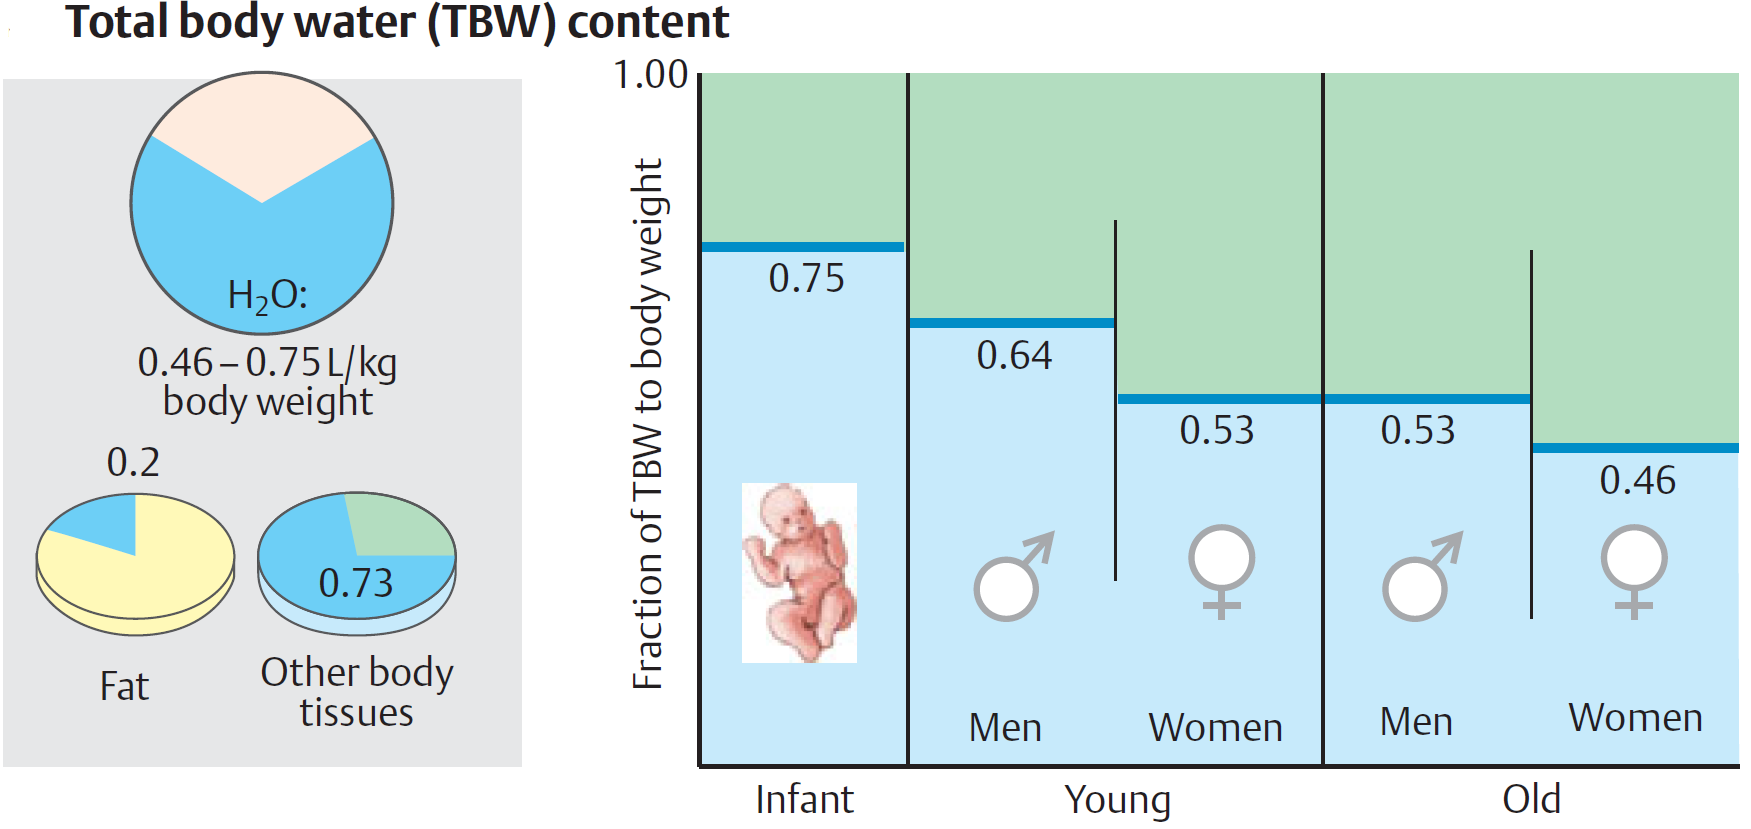 Total body water (TBW) content
H₂O:
0.46–0.75 L/kg
body weight
0.2
0.73
Fat
Other body
tissues
1.00
Fraction of TBW to body weight
0.75
0.64
0.53
0.53
0.46
Men
Women
Men
Women
Infant
Young
Old